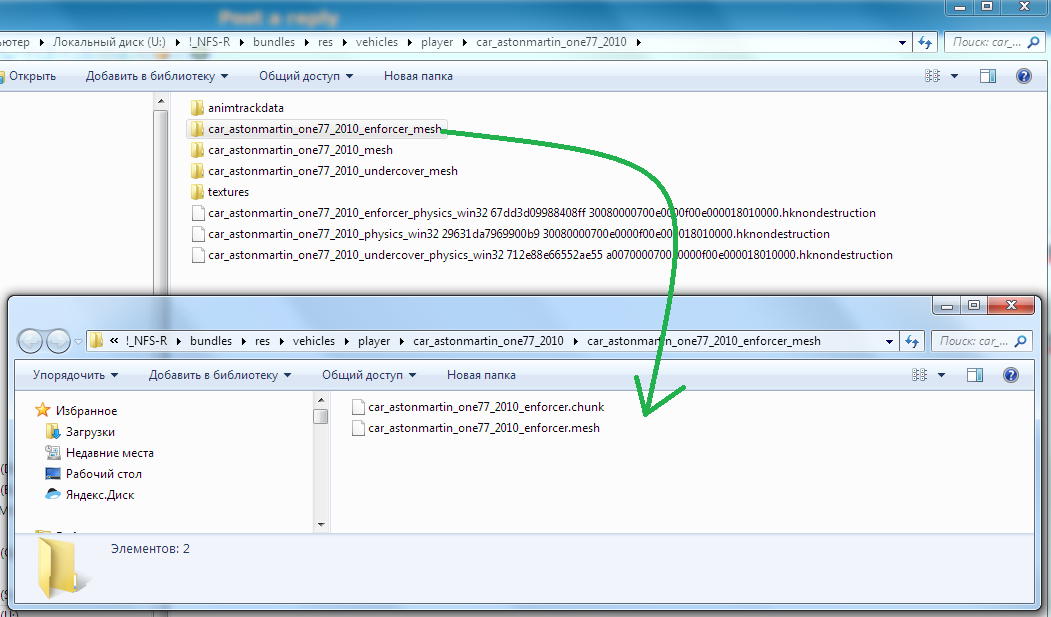 Post a reply
ьютер ▸ Локальный диск (U:) ▸ !_NFS-R ▸ bundles ▸ res ▸ vehicles ▸ player ▸ car_astonmartin_one77_2010 ▸
Поиск: car_...
Открыть Добавить в библиотеку Общий доступ Новая папка
animtrackdata
car_astonmartin_one77_2010_enforcer_mesh
car_astonmartin_one77_2010_mesh
car_astonmartin_one77_2010_undercover_mesh
textures
car_astonmartin_one77_2010_enforcer_physics_win32 67dd3d09988408ff 30080000700e0000f00e000018010000.hknondestruction
car_astonmartin_one77_2010_physics_win32 29631da7969900b9 30080000700e0000f00e000018010000.hknondestruction
car_astonmartin_one77_2010_undercover_physics_win32 712e88e66552ae55 a0070000700 0000f00e000018010000.hknondestruction
« !_NFS-R ▸ bundles ▸ res ▸ vehicles ▸ player ▸ car_astonmartin_one77_2010 ▸ car_astonmartin_one77_2010_enforcer_mesh
Поиск: car_...
Упорядочить Добавить в библиотеку Общий доступ Новая папка
Избранное
Загрузки
Недавние места
Рабочий стол
Яндекс.Диск
car_astonmartin_one77_2010_enforcer.chunk
car_astonmartin_one77_2010_enforcer.mesh
Элементов: 2